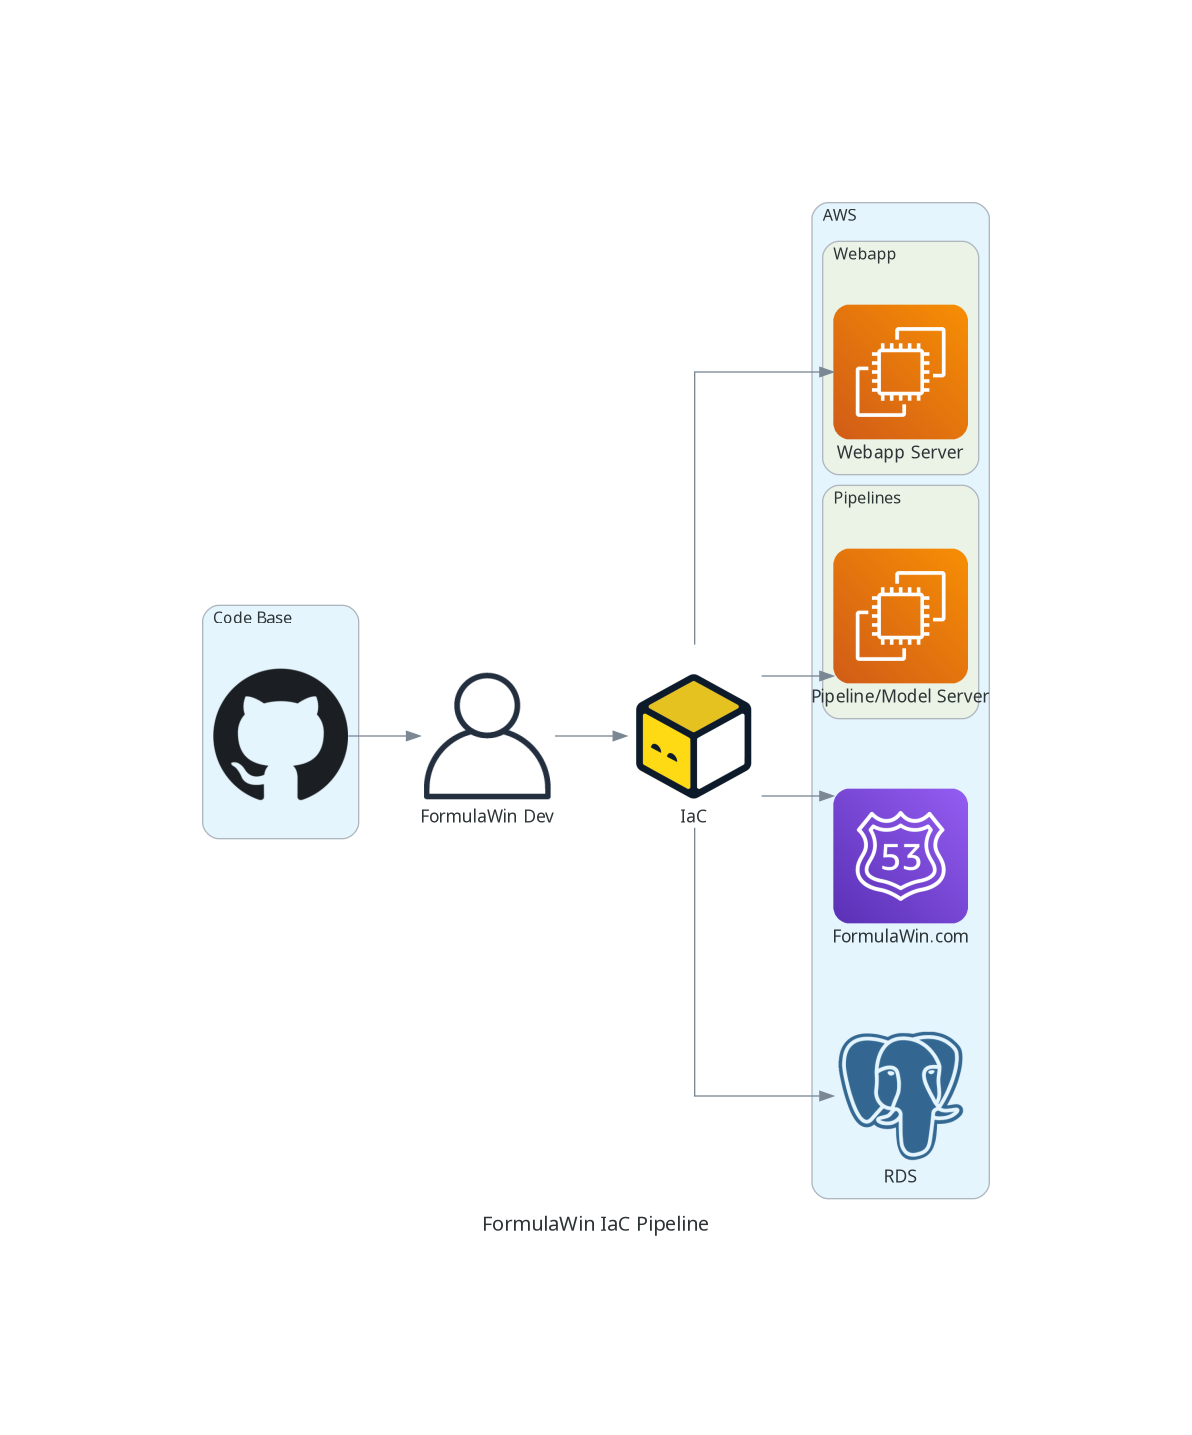 AWS
Webapp
Webapp Server
Pipelines
Pipeline/Model Server
Code Base
FormulaWin Dev
IaC
53
FormulaWin.com
RDS
FormulaWin IaC Pipeline